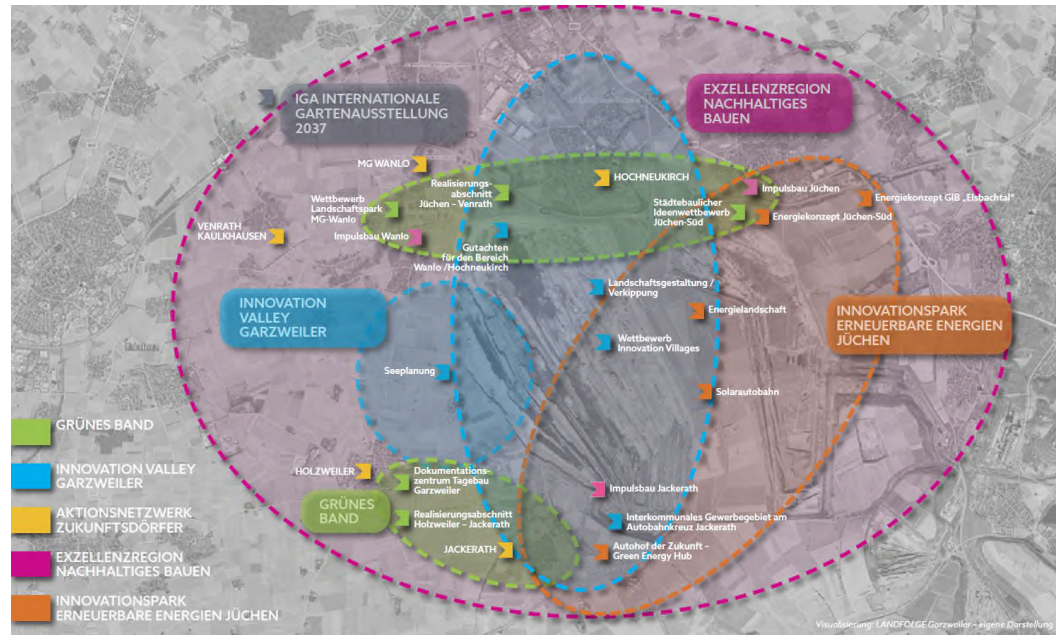 IGA INTERNATIONALE
GARTENAUSSTELLUNG
2037
EXZELLENZREGION
NACHHALTIGES
BAUEN
MG WANLO
HOCHNEUKIRCH
Realisierungs-
abschnitt
Jüchen – Venrath
Impulsbau Jüchen
Energiekonzept GIB „Elsbachtal“
Wettbewerb
Landschaftspark
MG-Wanlo
Städtebaulicher
Ideenwettbewerb
Jüchen-Süd
Energiekonzept Jüchen-Süd
VENRATH
KAULKHAUSEN
Impulsbau Wanlo
Gutachten
für den Bereich
Wanlo /Hochneukirch
Landschaftsgestaltung /
Verkippung
INNOVATION
VALLEY
GARZWEILER
Energielandschaft
INNOVATIONSPARK
ERNEUERBARE ENERGIEN
JÜCHEN
Wettbewerb
Innovation Villages
Seeplanung
Solarautobahn
GRÜNES BAND
INNOVATION VALLEY
GARZWEILER
AKTIONSNETZWERK
ZUKUNFTSDÖRFER
EXZELLENZREGION
NACHHALTIGES BAUEN
INNOVATIONSPARK
ERNEUERBARE ENERGIEN JÜCHEN
HOLZWEILER
Dokumentations-
zentrum Tagebau
Garzweiler
GRÜNES
BAND
Realisierungsabschnitt
Holzweiler – Jackerath
JACKERATH
Impulsbau Jackerath
Interkommunales Gewerbegebiet am
Autobahnkreuz Jackerath
Autohof der Zukunft –
Green Energy Hub
Visualisierung: LANDFOLGE Garzweiler – eigene Darstellung